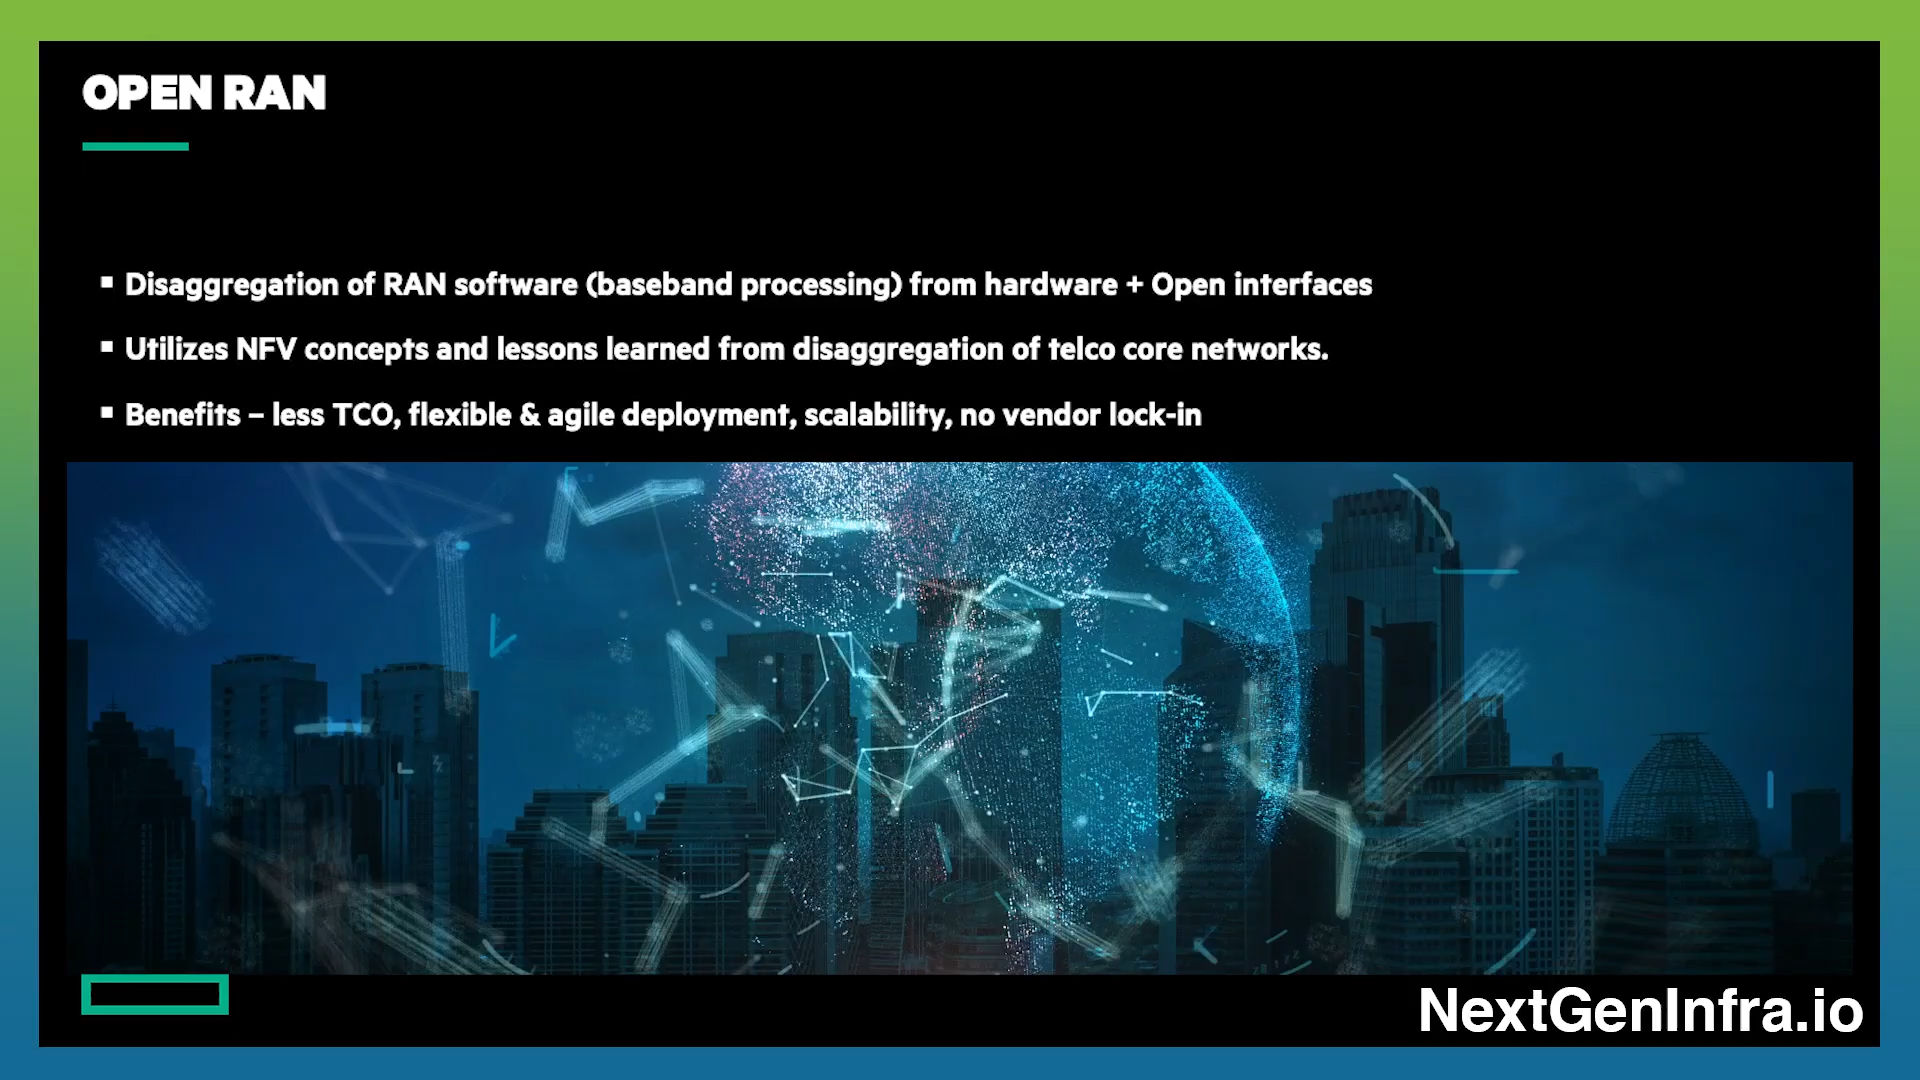 OPEN RAN
▪ Disaggregation of RAN software (baseband processing) from hardware + Open interfaces
▪ Utilizes NFV concepts and lessons learned from disaggregation of telco core networks.
▪ Benefits – less TCO, flexible & agile deployment, scalability, no vendor lock-in
NextGenInfra.io